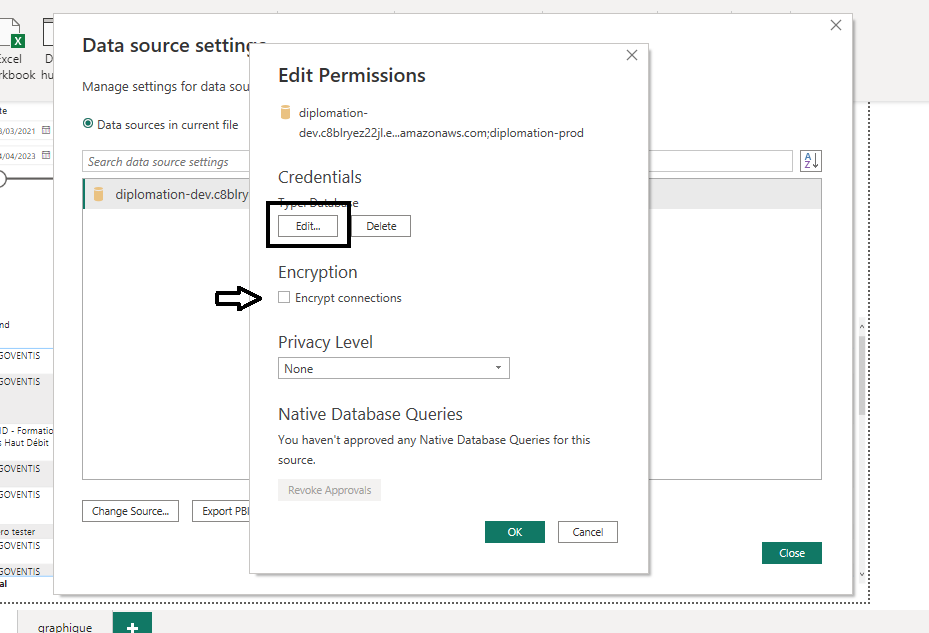 Data source settings
Manage settings for data sou
Data sources in current file
Search data source settings
diplomation-dev.c8blry
Change Source...
Export PBI
Close
Edit Permissions
diplomation-
dev.c8blryez22jl.e...amazonaws.com;diplomation-prod
Credentials
Type: Database
Edit...
Delete
Encryption
Encrypt connections
Privacy Level
None
Native Database Queries
You haven't approved any Native Database Queries for this
source.
Revoke Approvals
OK
Cancel
A
Z
X
xcel
rkbook
D
hu
te
3/03/2021
4/04/2023
nd
GOVENTIS
GOVENTIS
ID - Formatio
s Haut Débit
GOVENTIS
GOVENTIS
ro tester
GOVENTIS
GOVENTIS
al
graphique
+